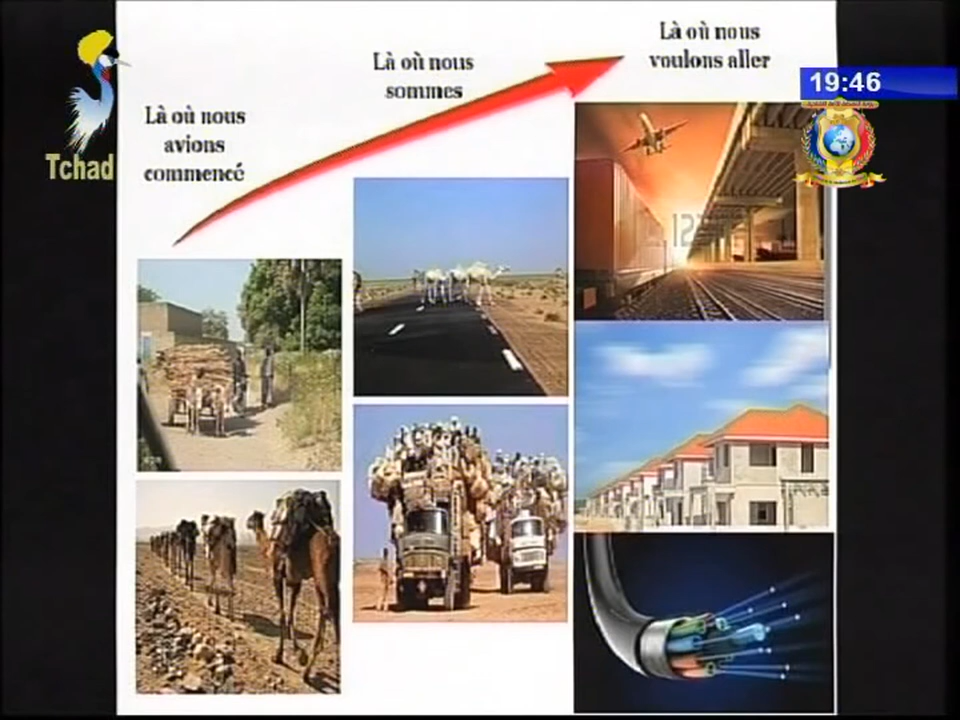 Là où nous
avions
commencé
Là où nous
sommes
Là où nous
voulons aller
19:46
Tchad